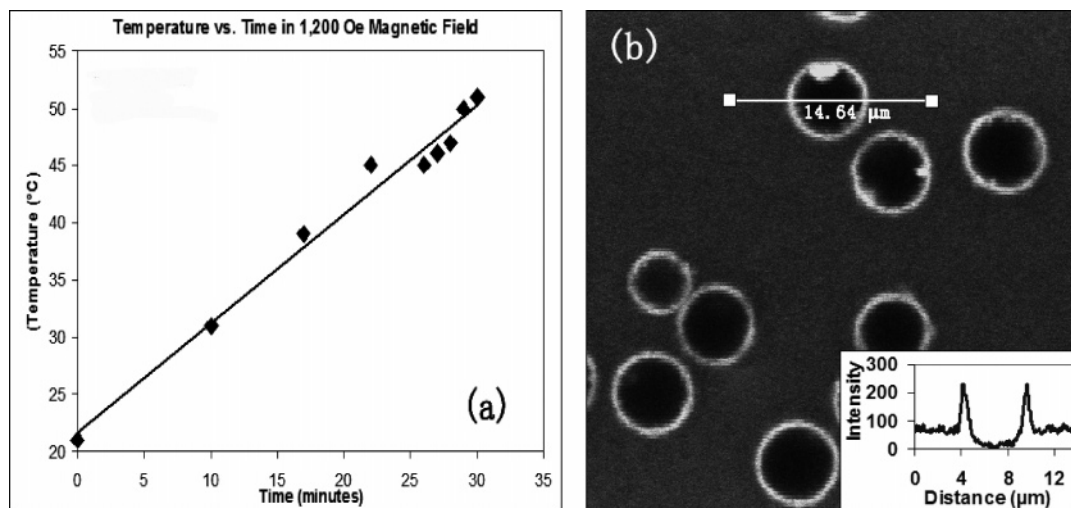 Temperature vs. Time in 1,200 Oe Magnetic Field
55
50
45
40
35
30
25
20
(Temperature (°C)
0 5 10 15 20 25 30 35
Time (minutes)
(a)
(b)
14.64 μm
300
200
100
0
Intensity
0 4 8 12
Distance (μm)